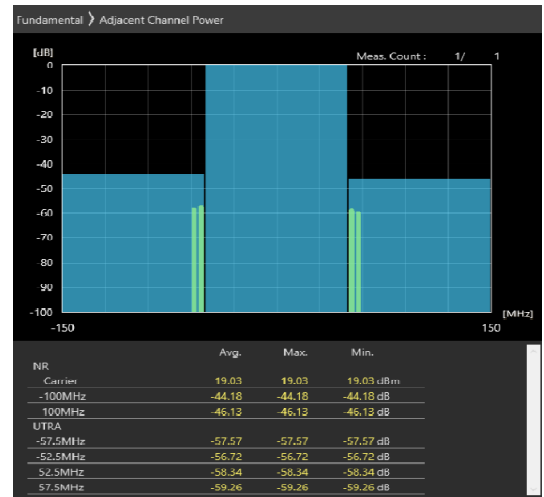 Fundamental ❯ Adjacent Channel Power
[dB] Meas. Count : 1/ 1
0
-10
-20
-30
-40
-50
-60
-70
-80
90
-100 [MHz]
-150 150
Avg. Max. Min.
NR
Carrier 19.03 19.03 19.03 dBm
-100MHz -44.18 -44.18 -44.18 dB
100MHz -46.13 -46.13 -46.13 dB
UTRA
-57.5MHz -57.57 -57.57 -57.57 dB
-52.5MHz -56.72 -56.72 -56.72 dB
52.5MHz -58.34 -58.34 -58.34 dB
57.5MHz -59.26 -59.26 -59.26 dB